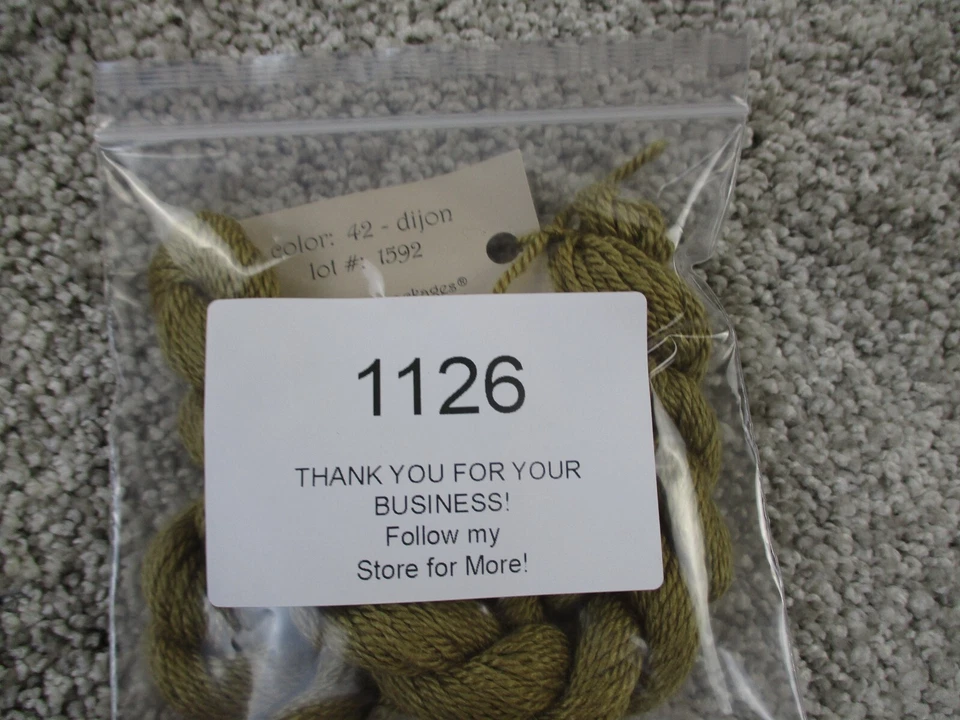 color: 42 - dijon
lot #: 1592
1126
THANK YOU FOR YOUR
BUSINESS!
Follow my
Store for More!